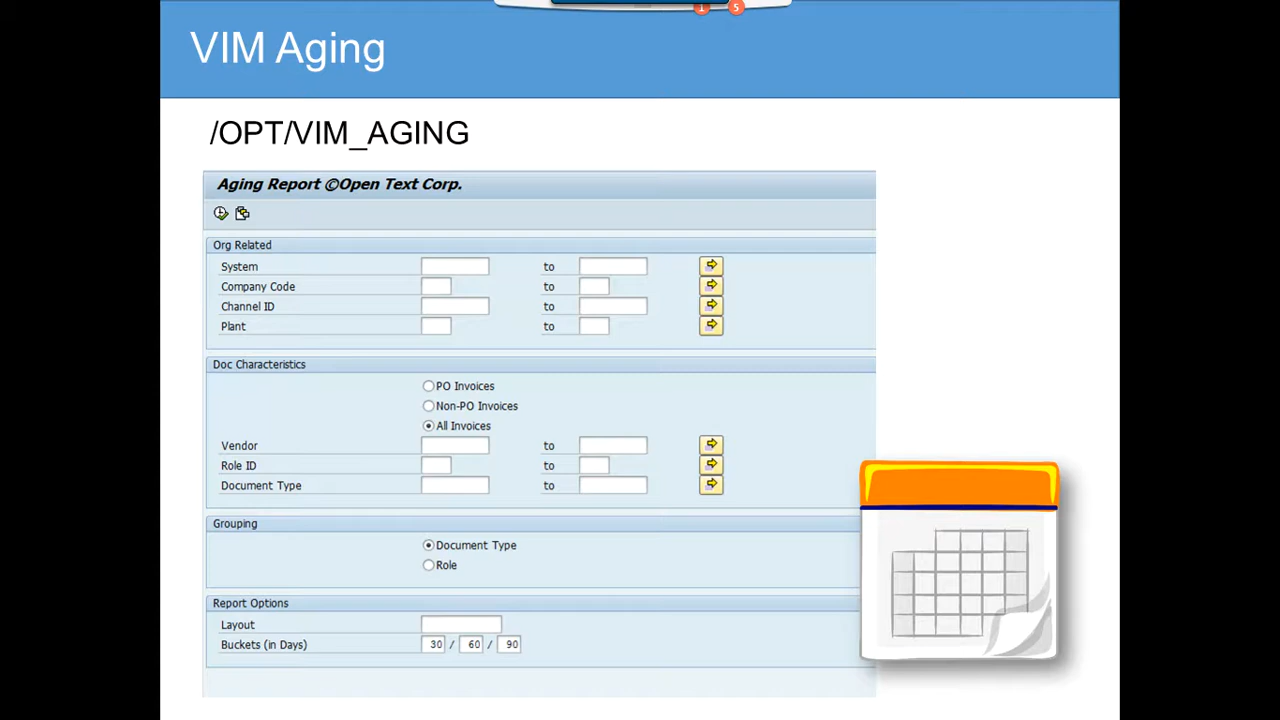 1 5
VIM Aging
/OPT/VIM_AGING
Aging Report ©Open Text Corp.
Org Related
System to
Company Code to
Channel ID to
Plant to
Doc Characteristics
PO Invoices
Non-PO Invoices
All Invoices
Vendor to
Role ID to
Document Type to
Grouping
Document Type
Role
Report Options
Layout
Buckets (in Days) 30 / 60 / 90